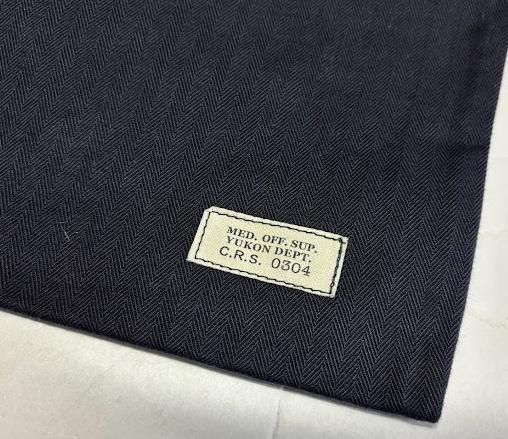 MED. OFF. SUP.
YUKON DEPT.
C.R.S. 0304